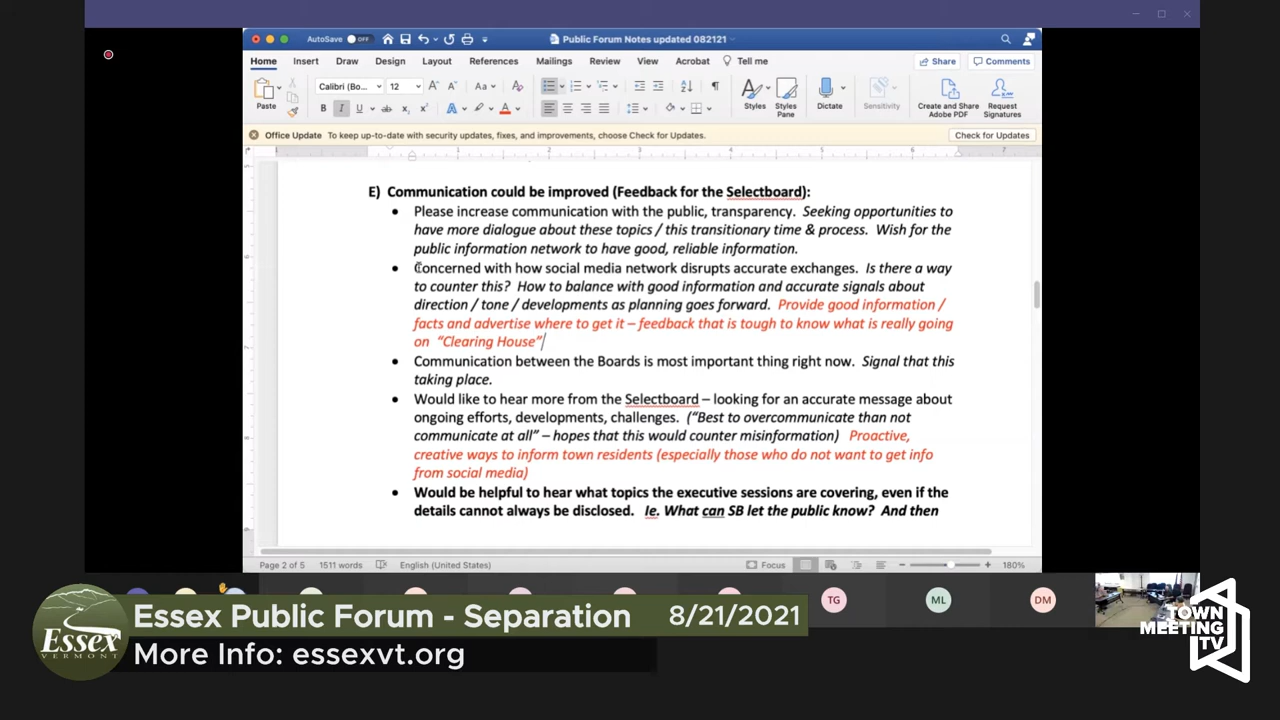 AutoSave OFF Public Forum Notes updated 082121
Home Insert Draw Design Layout References Mailings Review View Acrobat Tell me Share Comments
Calibri (Bo... 12 Aa
Paste Styles Styles Pane Dictate Sensitivity Create and Share Adobe PDF Request Signatures
Office Update To keep up-to-date with security updates, fixes, and improvements, choose Check for Updates. Check for Updates
1 1 2 3 4 5 6 7
E) Communication could be improved (Feedback for the Selectboard):
• Please increase communication with the public, transparency. Seeking opportunities to
have more dialogue about these topics / this transitionary time & process. Wish for the
public information network to have good, reliable information.
• Concerned with how social media network disrupts accurate exchanges. Is there a way
to counter this? How to balance with good information and accurate signals about
direction / tone / developments as planning goes forward. Provide good information /
facts and advertise where to get it – feedback that is tough to know what is really going
on “Clearing House”
• Communication between the Boards is most important thing right now. Signal that this
taking place.
• Would like to hear more from the Selectboard – looking for an accurate message about
ongoing efforts, developments, challenges. (“Best to overcommunicate than not
communicate at all” – hopes that this would counter misinformation) Proactive,
creative ways to inform town residents (especially those who do not want to get info
from social media)
• Would be helpful to hear what topics the executive sessions are covering, even if the
details cannot always be disclosed. Ie. What can SB let the public know? And then
Page 2 of 5 1511 words English (United States) Focus 180%
TG ML DM
Essex VERMONT
Essex Public Forum - Separation 8/21/2021
More Info: essexvt.org
TOWN
MEETING
TV